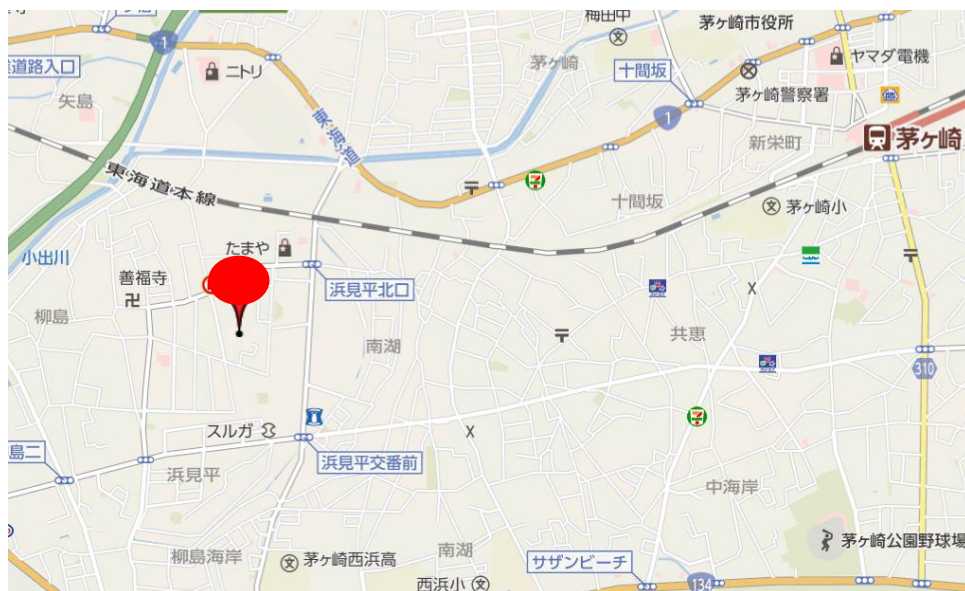 梅田中
茅ヶ崎市役所
1
道路入口
ニトリ
茅ヶ崎
十間坂
ヤマダ電機
矢島
東海道
茅ヶ崎警察署
1
新栄町
茅ヶ崎
東海道本線
十間坂
茅ヶ崎小
小出川
たまや
善福寺
浜見平北口
柳島
南湖
共恵
310
スルガ
島二
浜見平交番前
浜見平
中海岸
茅ヶ崎公園野球場
柳島海岸
茅ヶ崎西浜高
南湖
サザンビーチ
西浜小
134